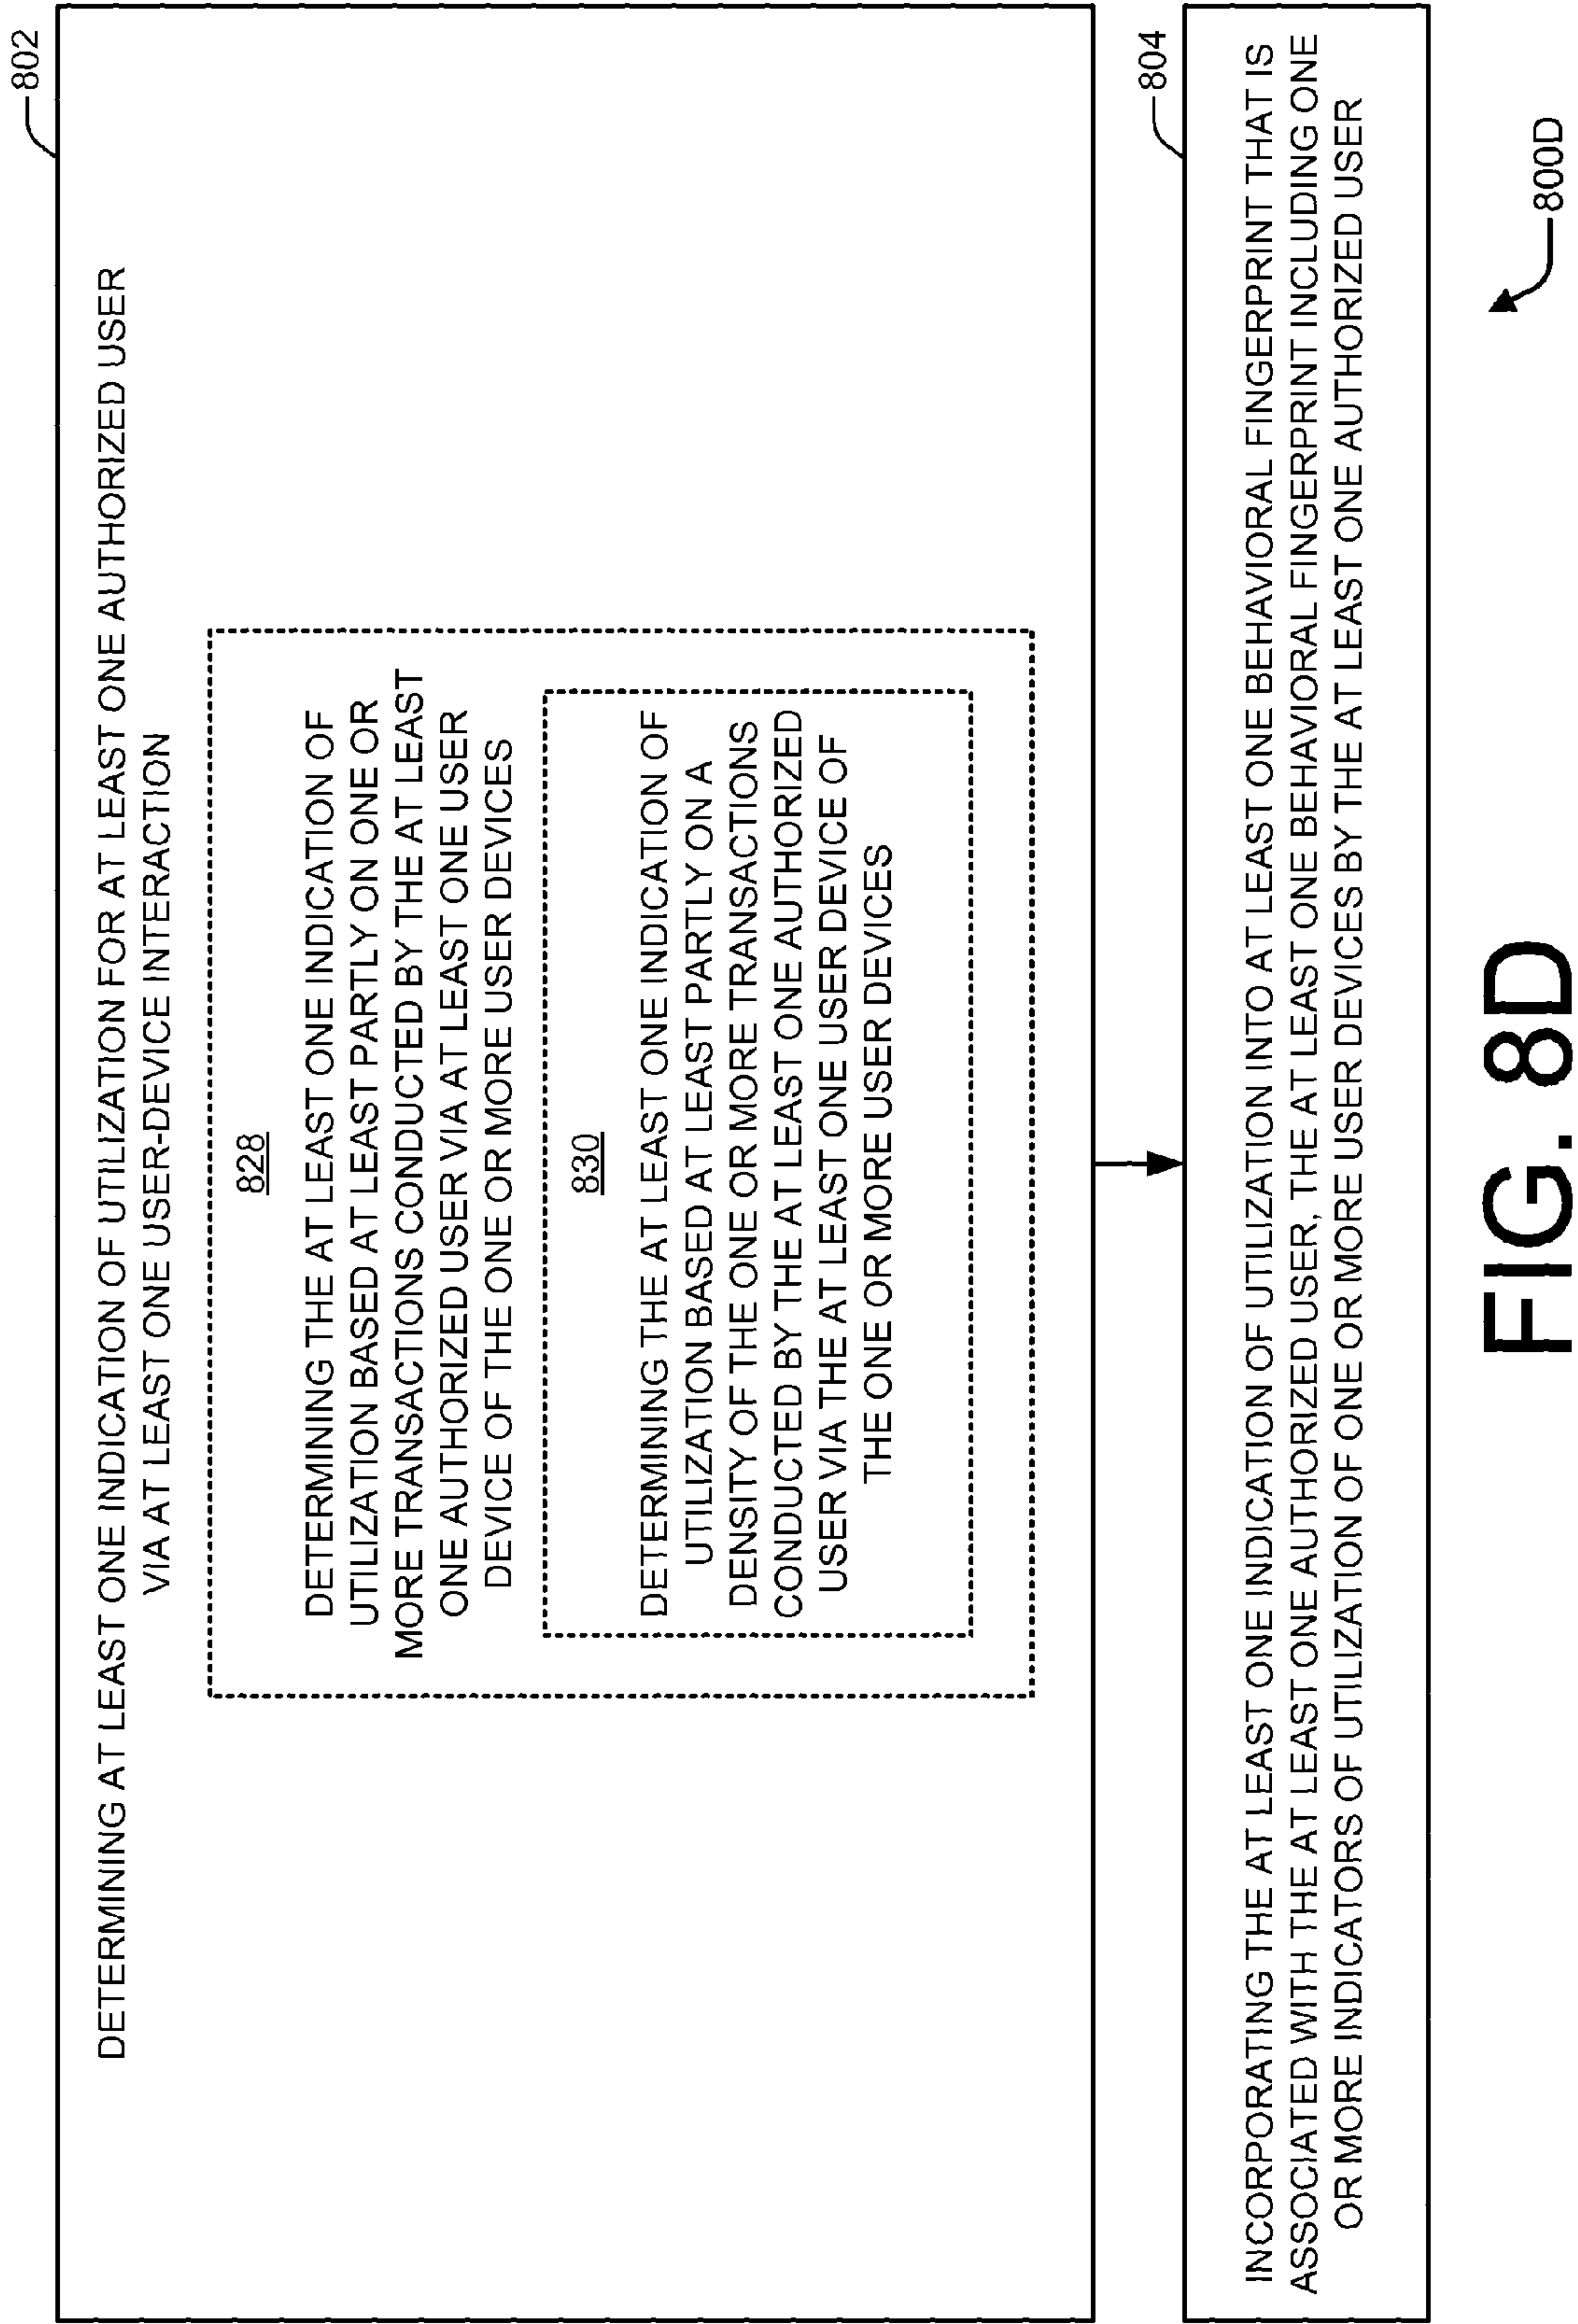 802
DETERMINING AT LEAST ONE INDICATION OF UTILIZATION FOR AT LEAST ONE AUTHORIZED USER
VIA AT LEAST ONE USER-DEVICE INTERACTION
828
DETERMINING THE AT LEAST ONE INDICATION OF
UTILIZATION BASED AT LEAST PARTLY ON ONE OR
MORE TRANSACTIONS CONDUCTED BY THE AT LEAST
ONE AUTHORIZED USER VIA AT LEAST ONE USER
DEVICE OF THE ONE OR MORE USER DEVICES
830
DETERMINING THE AT LEAST ONE INDICATION OF
UTILIZATION BASED AT LEAST PARTLY ON A
DENSITY OF THE ONE OR MORE TRANSACTIONS
CONDUCTED BY THE AT LEAST ONE AUTHORIZED
USER VIA THE AT LEAST ONE USER DEVICE OF
THE ONE OR MORE USER DEVICES
804
INCORPORATING THE AT LEAST ONE INDICATION OF UTILIZATION INTO AT LEAST ONE BEHAVIORAL FINGERPRINT THAT IS
ASSOCIATED WITH THE AT LEAST ONE AUTHORIZED USER, THE AT LEAST ONE BEHAVIORAL FINGERPRINT INCLUDING ONE
OR MORE INDICATORS OF UTILIZATION OF ONE OR MORE USER DEVICES BY THE AT LEAST ONE AUTHORIZED USER
800D
FIG. 8D